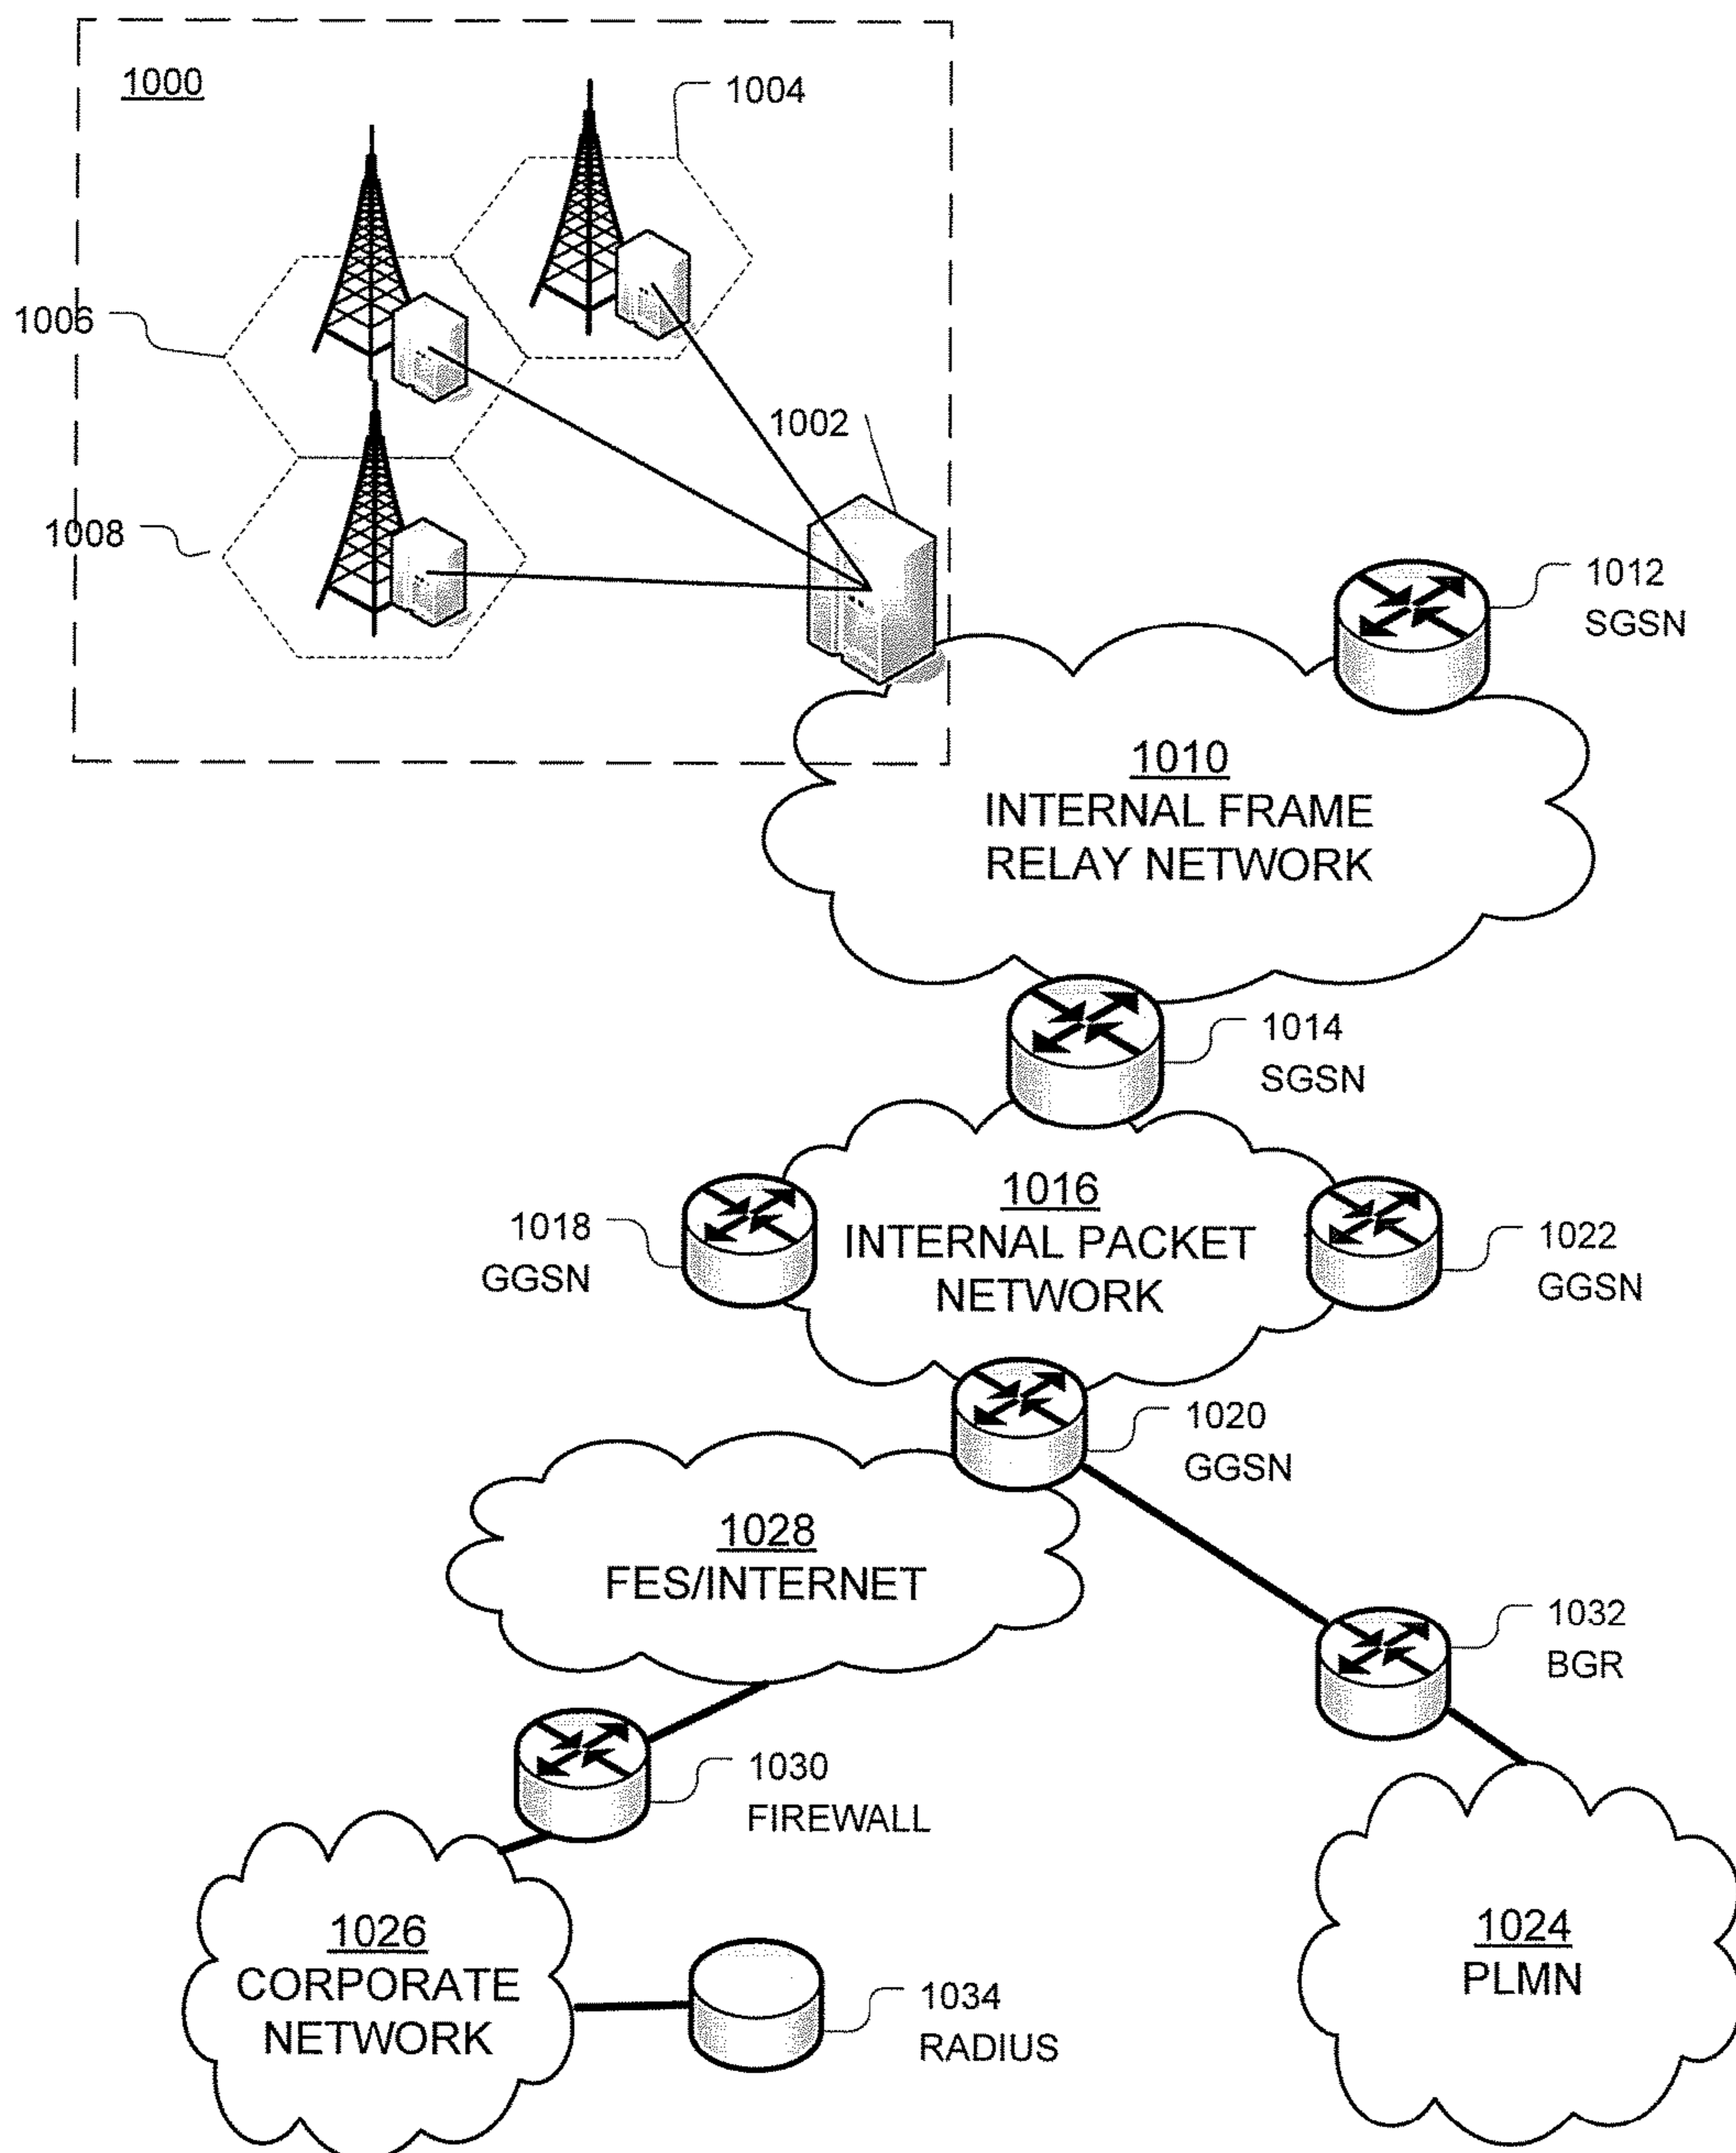 1000
1004
1006
1002
1008
1012
SGSN
1010
INTERNAL FRAME
RELAY NETWORK
1014
SGSN
1016
INTERNAL PACKET
NETWORK
1018
GGSN
1022
GGSN
1020
GGSN
1028
FES/INTERNET
1032
BGR
1030
FIREWALL
1026
CORPORATE
NETWORK
1024
PLMN
1034
RADIUS